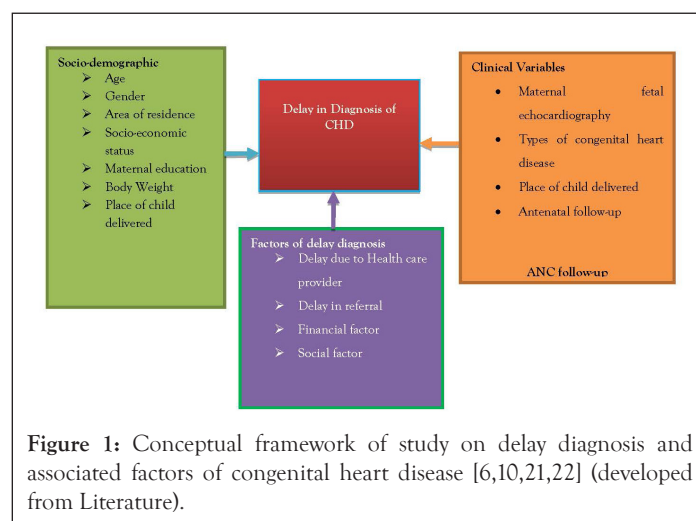 Socio-demographic
➢ Age
➢ Gender
➢ Area of residence
➢ Socio-economic
status
➢ Maternal education
➢ Body Weight
➢ Place of child
delivered
Delay in Diagnosis of
CHD
Clinical Variables
• Maternal fetal
echocardiography
• Types of congenital heart
disease
• Place of child delivered
• Antenatal follow-up
ANC follow-up
Factors of delay diagnosis
➢ Delay due to Health care
provider
➢ Delay in referral
➢ Financial factor
➢ Social factor
Figure 1: Conceptual framework of study on delay diagnosis and
associated factors of congenital heart disease [6,10,21,22] (developed
from Literature).